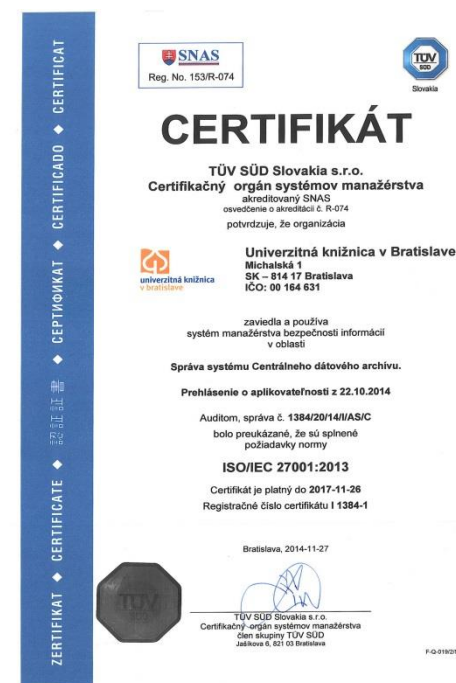 SNAS
Reg. No. 153/R-074
TÜV
SÜD
Slovakia
CERTIFIKÁT
TÜV SÜD Slovakia s.r.o.
Certifikačný orgán systémov manažérstva
akreditovaný SNAS
osvedčenie o akreditácii č. R-074
potvrdzuje, že organizácia
univerzitná knižnica
v bratislave
Univerzitná knižnica v Bratislave
Michalská 1
SK – 814 17 Bratislava
IČO: 00 164 631
zaviedla a používa
systém manažérstva bezpečnosti informácií
v oblasti
Správa systému Centrálneho dátového archívu.
Prehlásenie o aplikovateľnosti z 22.10.2014
Auditom, správa č. 1384/20/14/I/AS/C
bolo preukázané, že sú splnené
požiadavky normy
ISO/IEC 27001:2013
Certifikát je platný do 2017-11-26
Registračné číslo certifikátu I 1384-1
Bratislava, 2014-11-27
TÜV SÜD Slovakia s.r.o.
Certifikačný orgán systémov manažérstva
člen skupiny TÜV SÜD
Jašíkova 6, 821 03 Bratislava
TÜV
SÜD
ZERTIFIKAT ◆ CERTIFICATE ◆ 認証証書 ◆ СЕРТИФИКАТ ◆ CERTIFICADO ◆ CERTIFICAT